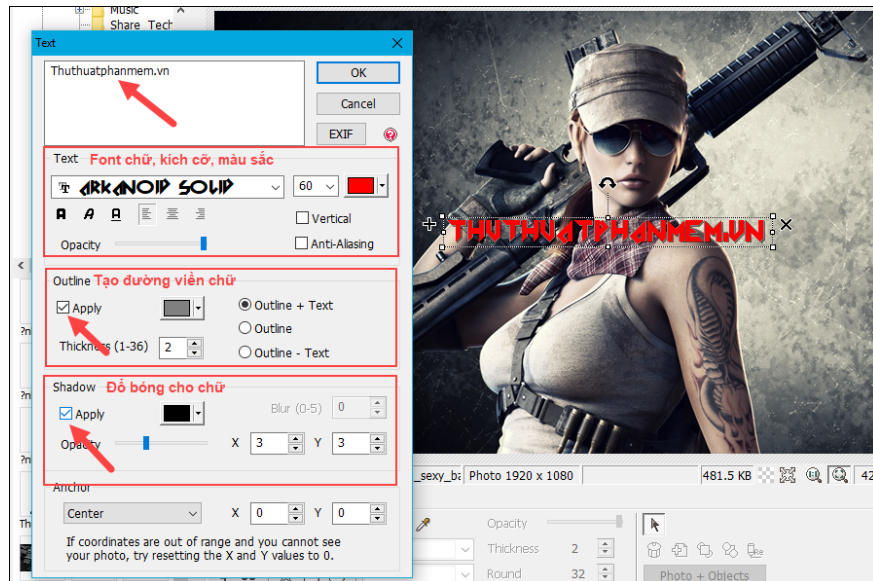 Music
Share Tech
Text
Thuthuatphanmem.vn
OK
Cancel
EXIF
Text Font chữ, kích cỡ, màu sắc
ARKANOID SOLID
60
A A A
Vertical
Opacity
Anti-Aliasing
THUTHUATPHANMEM.VN
Outline Tạo đường viền chữ
Apply
Outline + Text
Outline
Thickness (1-36) 2
Outline - Text
Shadow Đổ bóng cho chữ
Apply
Blur (0-5) 0
Opacity
X 3 Y 3
Anchor
Center
X 0 Y 0
If coordinates are out of range and you cannot see
your photo, try resetting the X and Y values to 0.
Photo 1920 x 1080
481.5 KB
Opacity
Thickness 2
Round 32
Photo + Objects